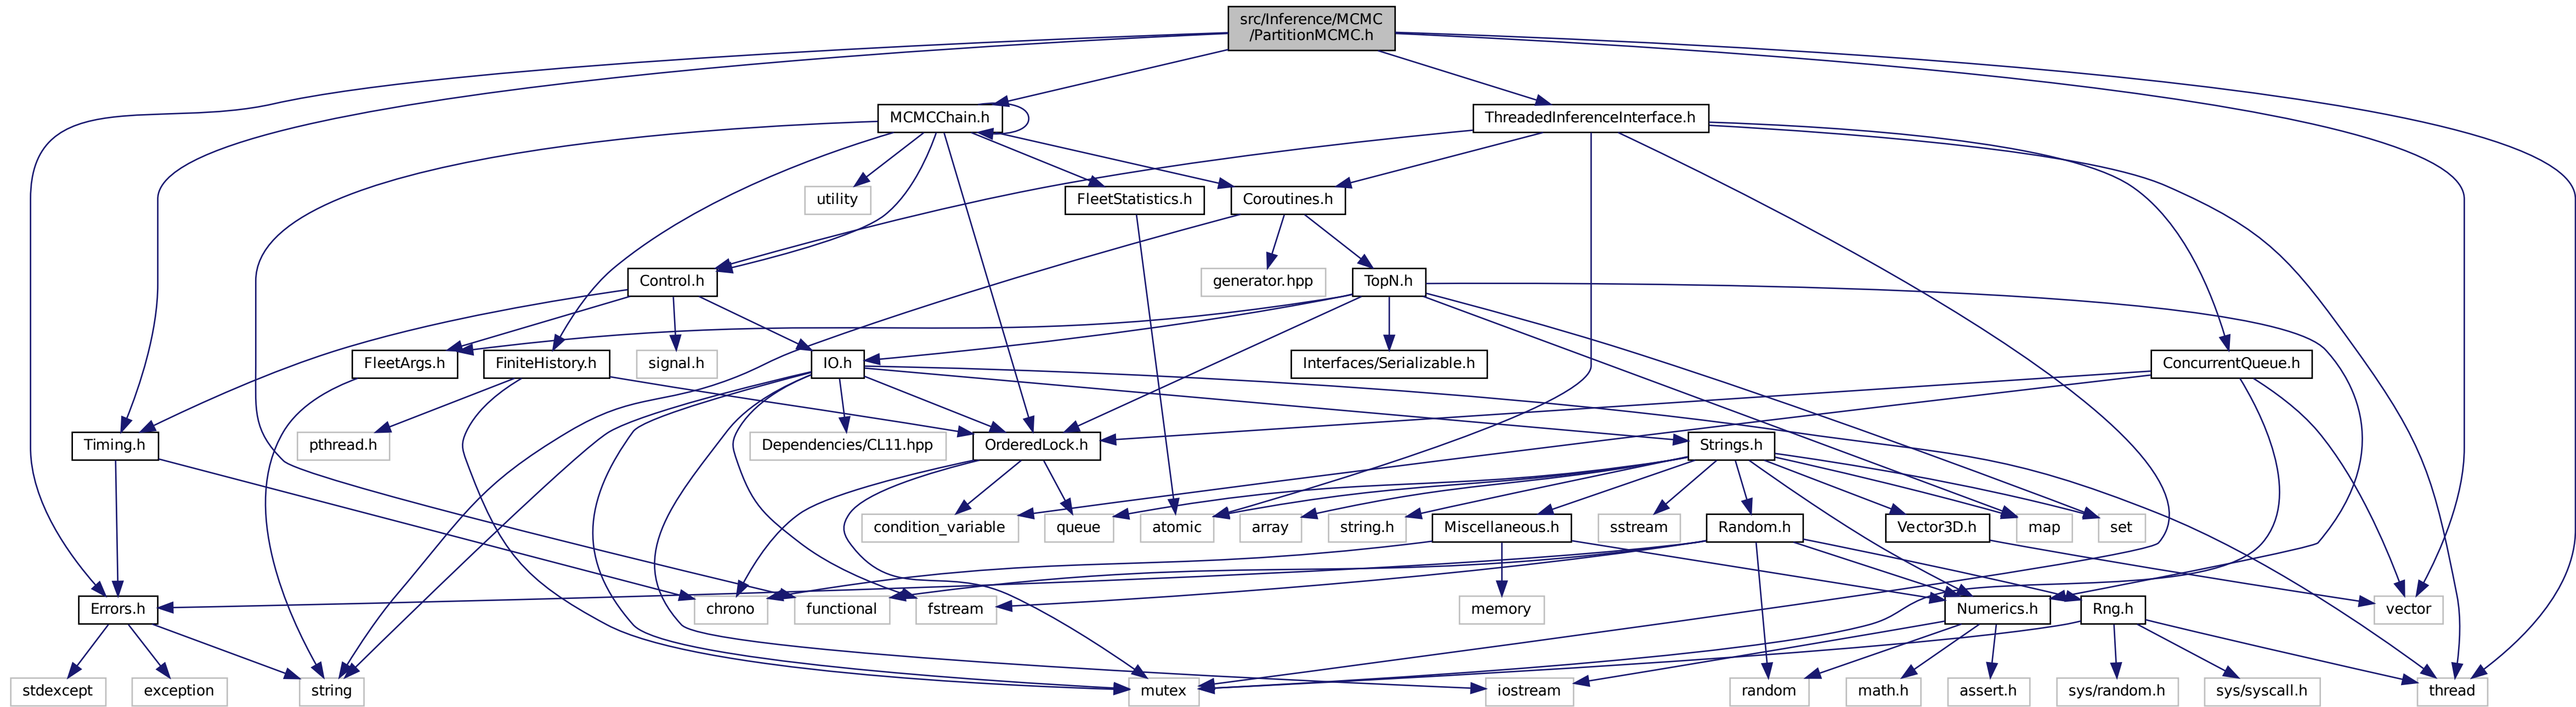 src/Inference/MCMC
/PartitionMCMC.h
MCMCChain.h
ThreadedInferenceInterface.h
utility
FleetStatistics.h
Coroutines.h
Control.h
generator.hpp
TopN.h
FleetArgs.h
FiniteHistory.h
signal.h
IO.h
Interfaces/Serializable.h
ConcurrentQueue.h
Timing.h
pthread.h
Dependencies/CL11.hpp
OrderedLock.h
Strings.h
condition_variable
queue
atomic
array
string.h
Miscellaneous.h
sstream
Random.h
Vector3D.h
map
set
Errors.h
chrono
functional
fstream
memory
Numerics.h
Rng.h
vector
stdexcept
exception
string
mutex
iostream
random
math.h
assert.h
sys/random.h
sys/syscall.h
thread